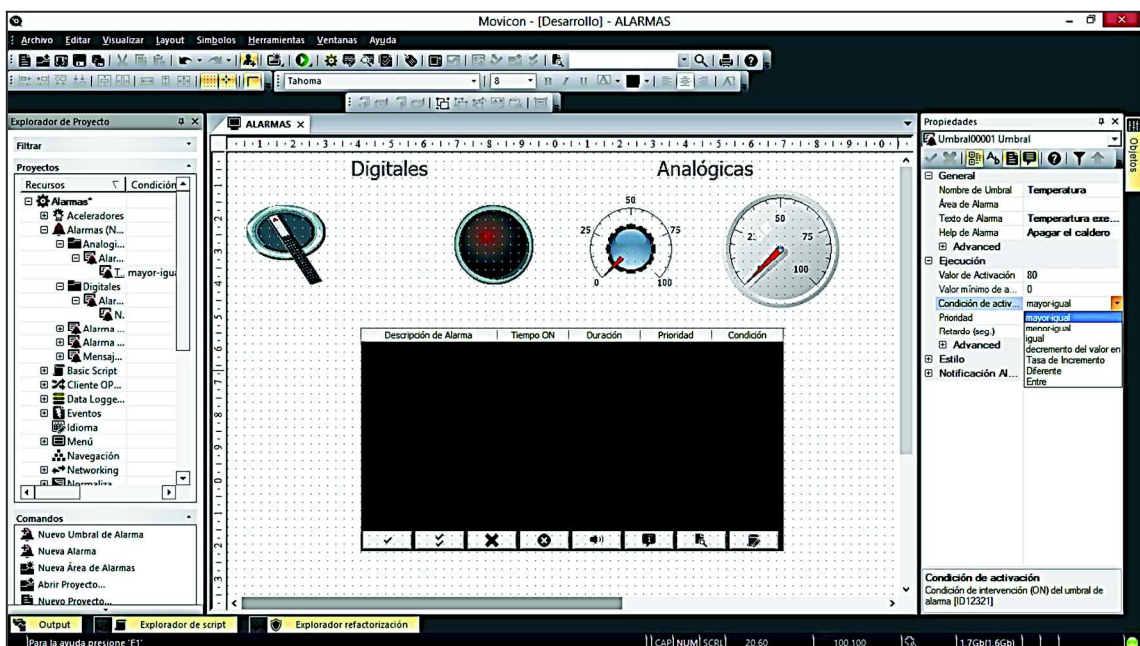 Movicon - [Desarrollo] - ALARMAS
Archivo Editar Visualizar Layout Símbolos Herramientas Ventanas Ayuda
Tahoma 8
Explorador de Proyecto
Filtrar
Proyectos
Recursos Condición
Alarmas*
Aceleradores
Alarmas (N...
Analogi...
Alar...
T... mayor-igua
Digitales
Alar...
N.
Alarma ...
Alarma ...
Mensaj...
Basic Script
Cliente OP...
Data Logge...
Eventos
Idioma
Menú
Navegación
Networking
Normaliza
Comandos
Nuevo Umbral de Alarma
Nueva Alarma
Nueva Área de Alarmas
Abrir Proyecto...
Nuevo Proyecto...
ALARMAS
Digitales
Analógicas
0 25 50 75 100
50 75 100
Descripción de Alarma Tiempo ON Duración Prioridad Condición
Propiedades
Umbral00001 Umbral
General
Nombre de Umbral Temperatura
Área de Alarma
Texto de Alarma Temperartura exe...
Help de Alarma Apagar el caldero
Advanced
Ejecución
Valor de Activación 80
Valor mínimo de a... 0
Condición de activ... mayor-igual
Prioridad
Retardo (seg.)
Advanced
Estilo
Notificación Al...
mayor-igual
menor-igual
igual
decremento del valor en
Tasa de Incremento
Diferente
Entre
Condición de activación
Condición de intervención (ON) del umbral de
alarma [ID12321]
Objetos
Output Explorador de script Explorador refactorización
Para la ayuda presione 'F1' CAP NUM SCRL 20.60 100.100 1.7Gb(1.6Gb)